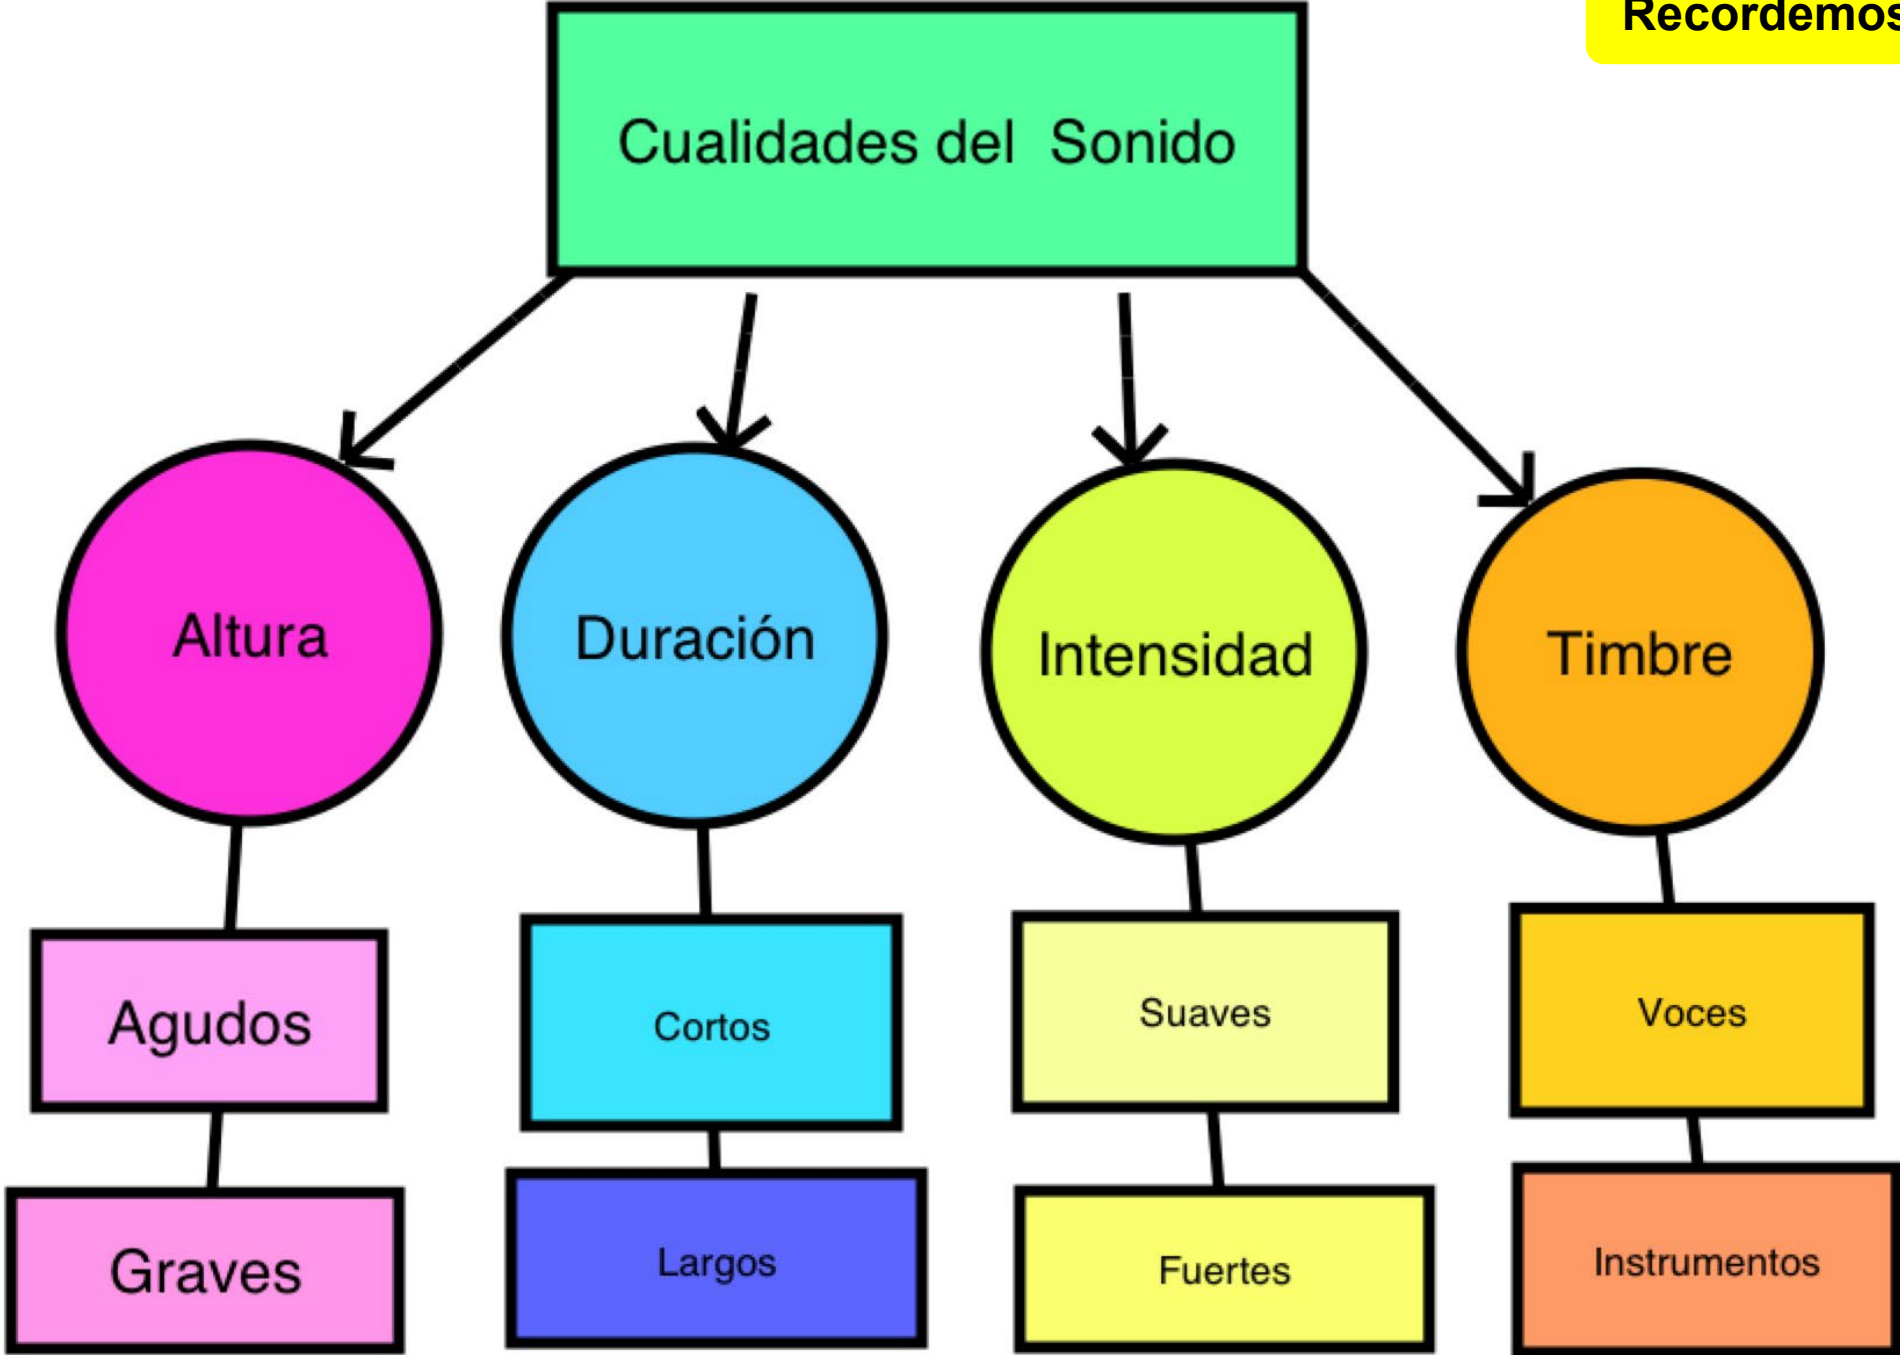 Recordemos
Cualidades del Sonido
Altura
Duración
Intensidad
Timbre
Agudos
Cortos
Suaves
Voces
Graves
Largos
Fuertes
Instrumentos